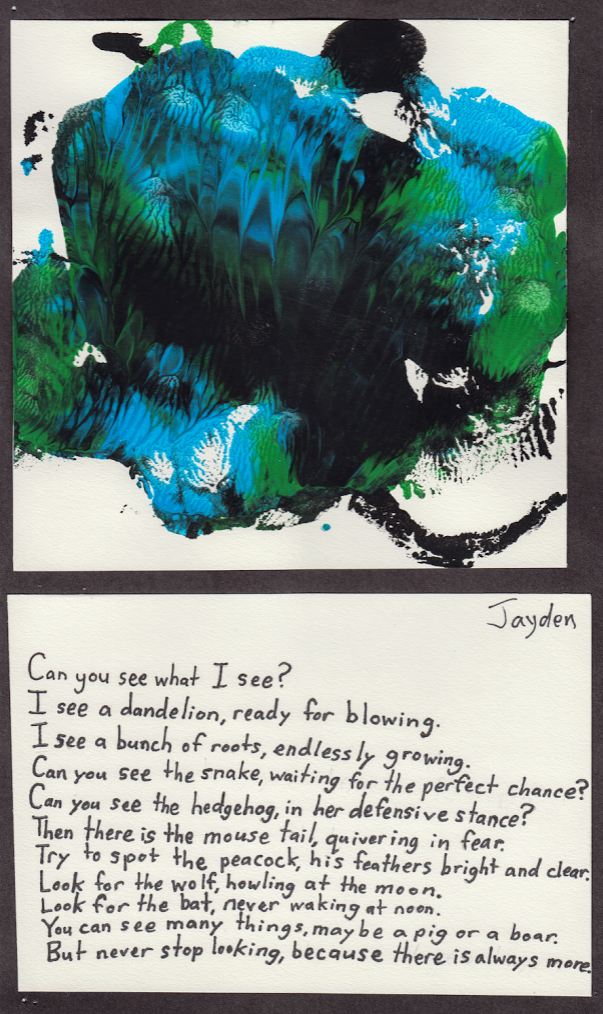 Jayden
Can you see what I see?
I see a dandelion, ready for blowing.
I see a bunch of roots, endlessly growing.
Can you see the snake, waiting for the perfect chance?
Can you see the hedgehog, in her defensive stance?
Then there is the mouse tail, quivering in fear.
Try to spot the peacock, his feathers bright and clear.
Look for the wolf, howling at the moon.
Look for the bat, never waking at noon.
You can see many things, maybe a pig or a boar.
But never stop looking, because there is always more.